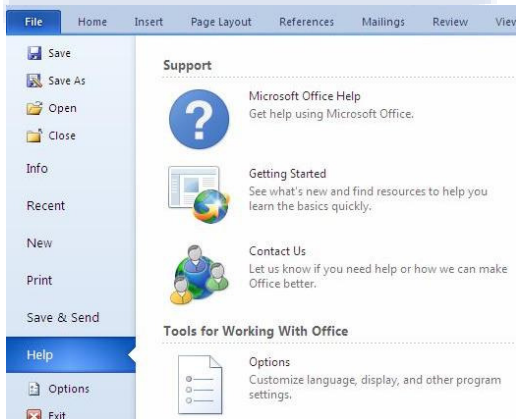 File Home Insert Page Layout References Mailings Review View
Save
Save As
Open
Close
Info
Recent
New
Print
Save & Send
Help
Options
Exit
Support
Microsoft Office Help
Get help using Microsoft Office.
Getting Started
See what's new and find resources to help you
learn the basics quickly.
Contact Us
Let us know if you need help or how we can make
Office better.
Tools for Working With Office
Options
Customize language, display, and other program
settings.